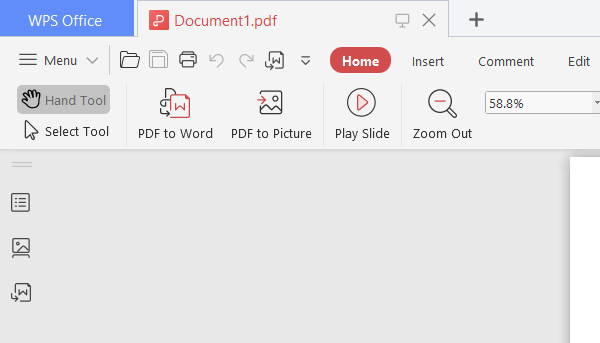 WPS Office
Document1.pdf
Menu
Home
Insert
Comment
Edit
Hand Tool
Select Tool
PDF to Word
PDF to Picture
Play Slide
Zoom Out
58.8%